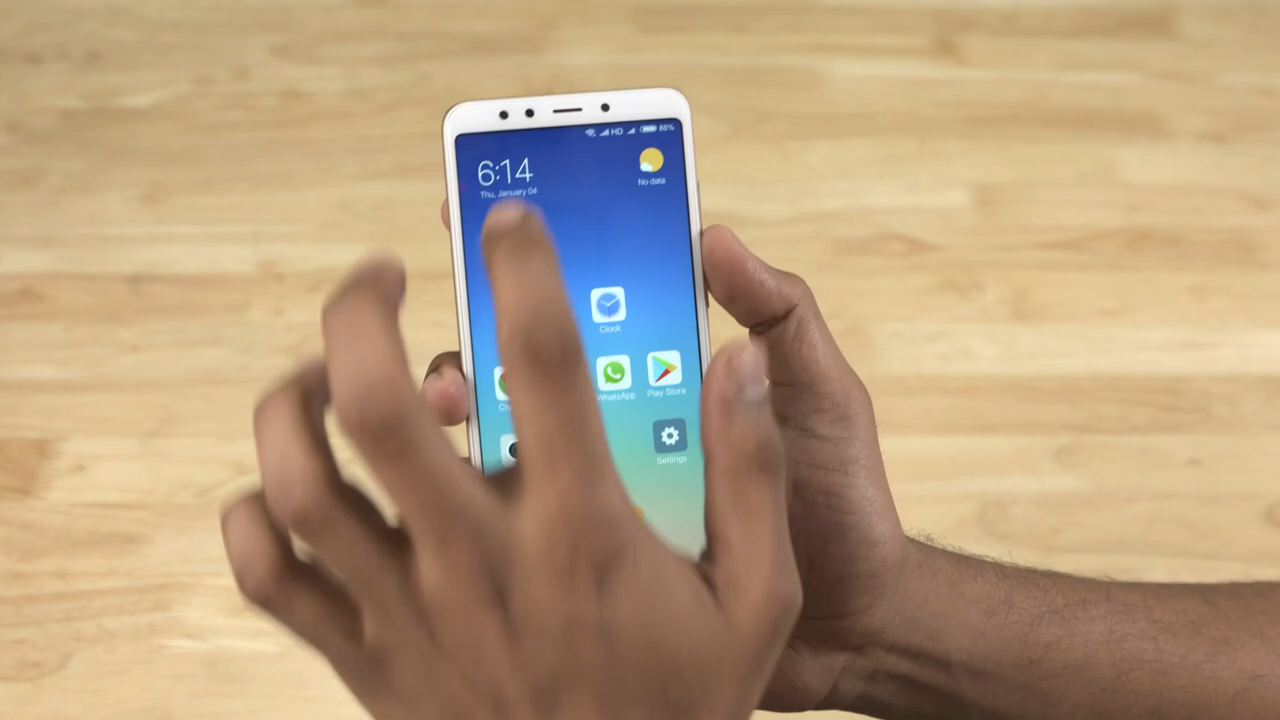 HD 86%
6:14
Thu, January 04
No data
Clock
WhatsApp
Play Store
Settings